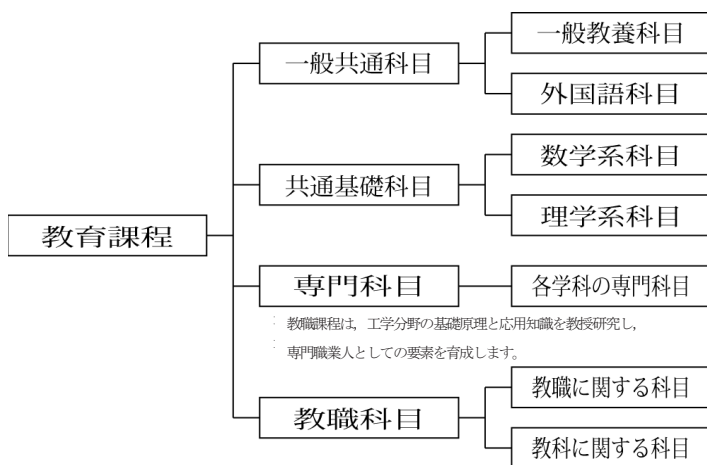 教育課程
一般共通科目
一般教養科目
外国語科目
共通基礎科目
数学系科目
理学系科目
専門科目
各学科の専門科目
教職課程は，工学分野の基礎原理と応用知識を教授研究し，
専門職業人としての要素を育成します。
教職科目
教職に関する科目
教科に関する科目